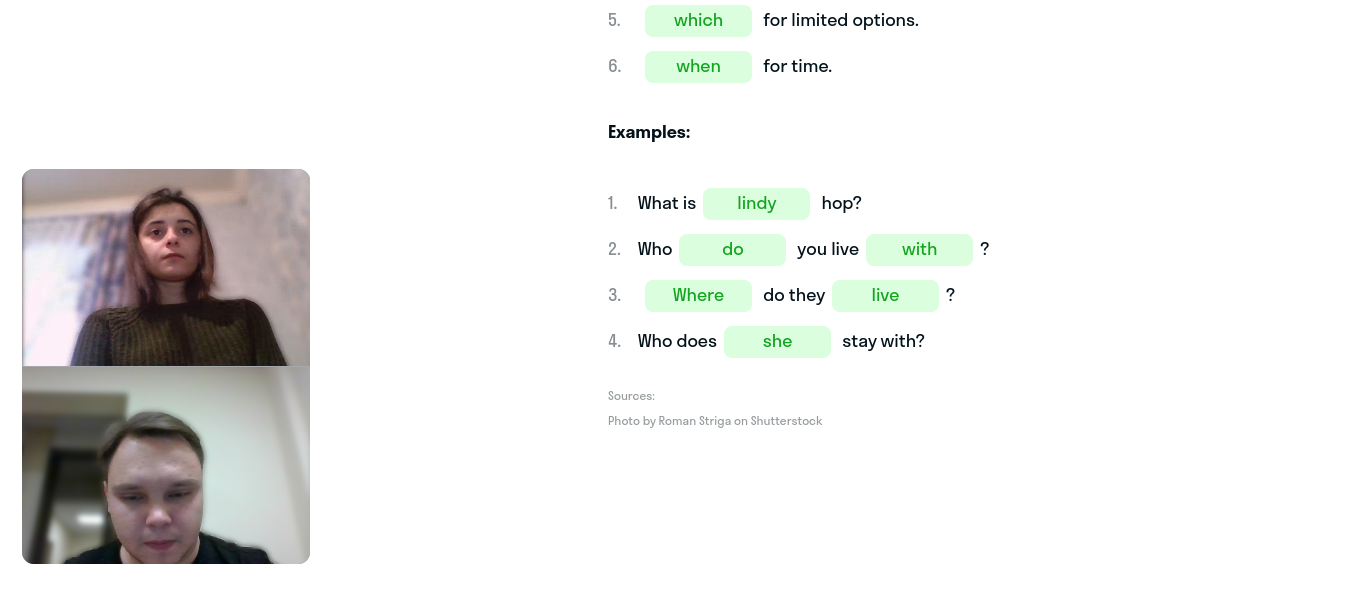 5. which for limited options.
6. when for time.
Examples:
1. What is lindy hop?
2. Who do you live with ?
3. Where do they live ?
4. Who does she stay with?
Sources:
Photo by Roman Striga on Shutterstock